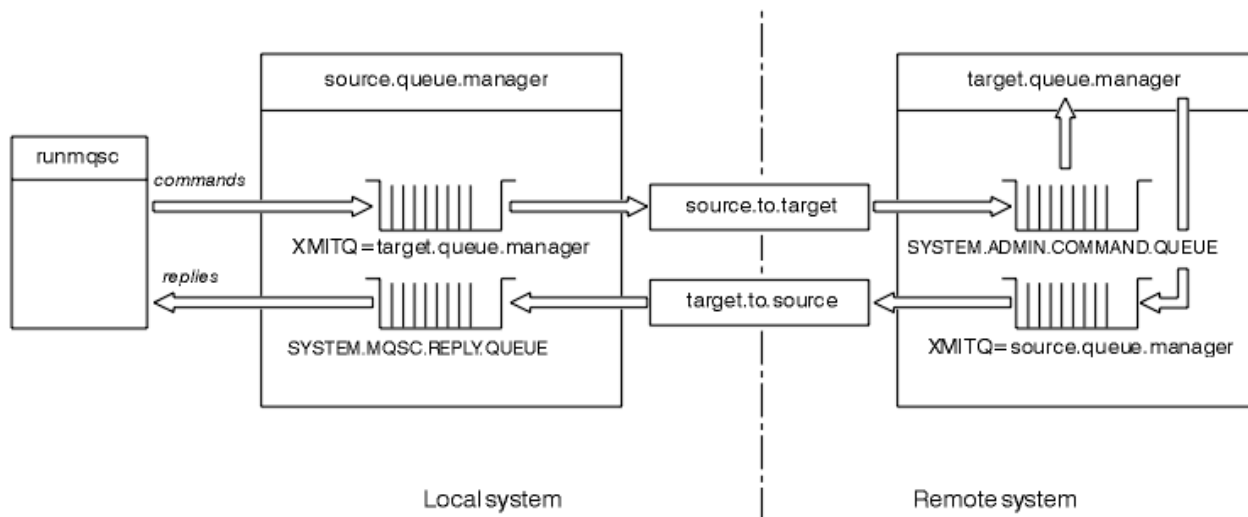 source.queue.manager
target.queue.manager
runmqsc
commands
source.to.target
XMITQ=target.queue.manager
SYSTEM.ADMIN.COMMAND.QUEUE
replies
target.to.source
SYSTEM.MQSC.REPLY.QUEUE
XMITQ=source.queue.manager
Local system
Remote system